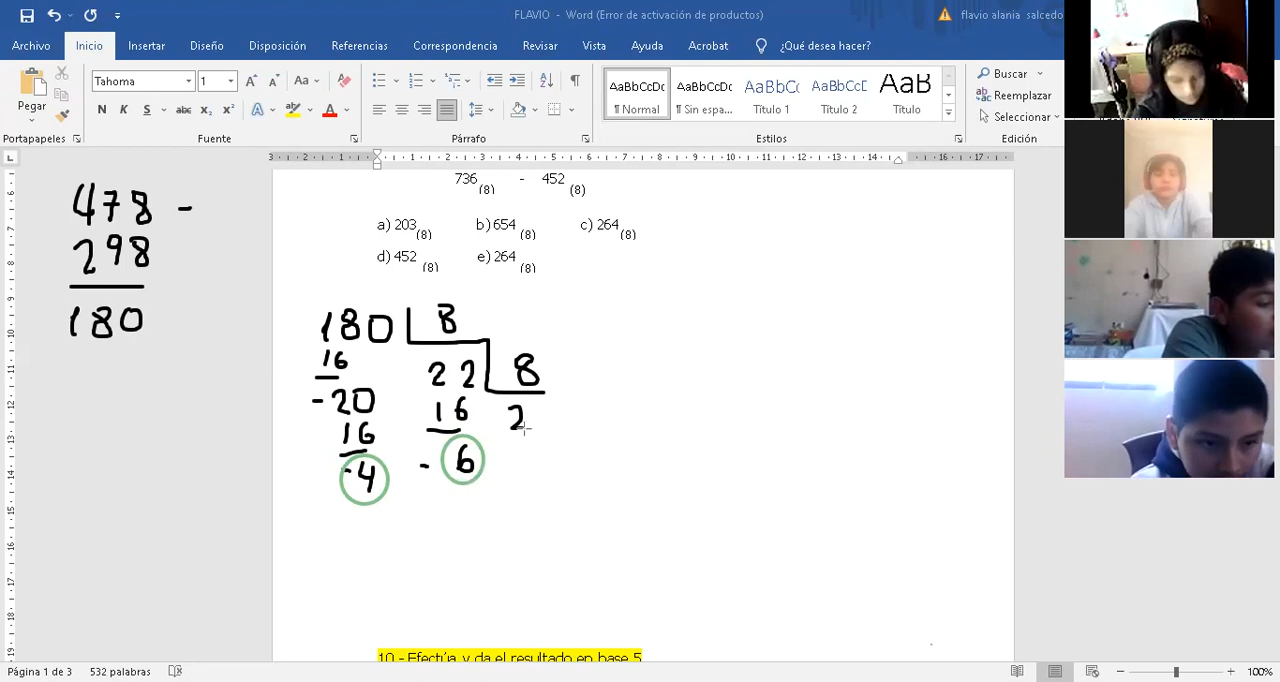 FLAVIO - Word (Error de activación de productos)
flavio alania salcedo
Archivo Inicio Insertar Diseño Disposición Referencias Correspondencia Revisar Vista Ayuda Acrobat ¿Qué desea hacer?
Pegar
Tahoma 1
N K S abc x₂ x²
AaBbCcDc AaBbCcDc AaBbCcD AaBbCcD AaB
¶ Normal ¶ Sin espa... Título 1 Título 2 Título
Buscar
Reemplazar
Seleccionar
Portapapeles Fuente Párrafo Estilos Edición
736 (8) - 452 (8)
a) 203 (8) b) 654 (8) c) 264 (8)
d) 452 (8) e) 264 (8)
478 -
298
180
180 8
16 22 8
-20 16 2
16 - 6
-4
10.- Efectúa y da el resultado en base 5
Página 1 de 3 532 palabras 100%